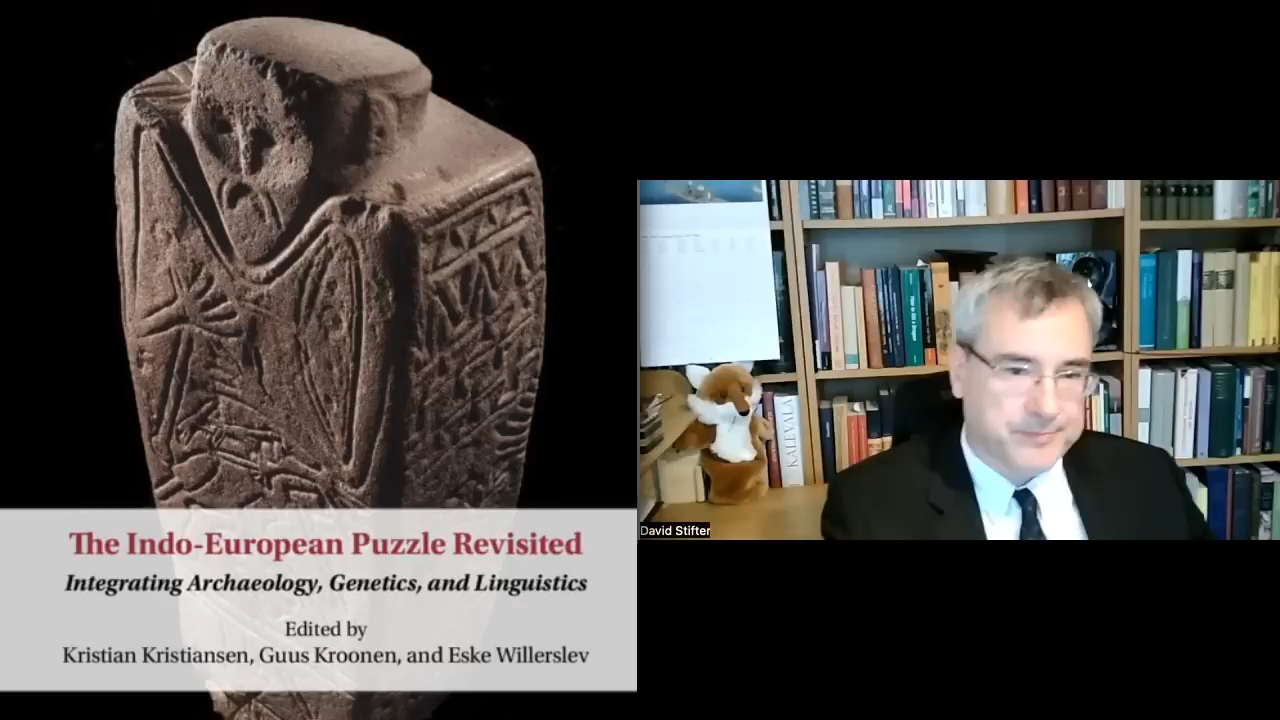 The Indo-European Puzzle Revisited
Integrating Archaeology, Genetics, and Linguistics
Edited by
Kristian Kristiansen, Guus Kroonen, and Eske Willerslev
KALEVALA
David Stifter